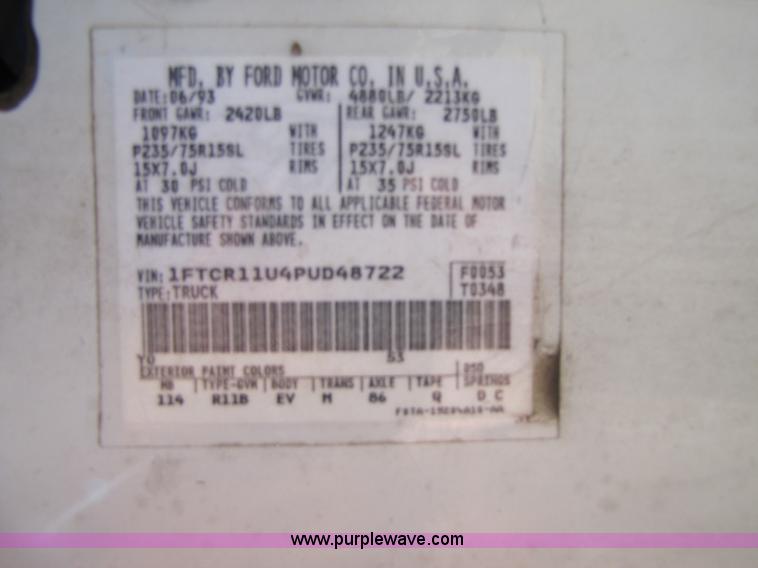 MFD. BY FORD MOTOR CO. IN U.S.A.
DATE: 06/93 GVWR: 4880LB/ 2213KG
FRONT GAWR: 2420LB REAR GAWR: 2750LB
1097KG WITH 1247KG WITH
P235/75R15SL TIRES P235/75R15SL TIRES
15X7.0J RIMS 15X7.0J RIMS
AT 30 PSI COLD AT 35 PSI COLD
THIS VEHICLE CONFORMS TO ALL APPLICABLE FEDERAL MOTOR
VEHICLE SAFETY STANDARDS IN EFFECT ON THE DATE OF
MANUFACTURE SHOWN ABOVE.
VIN: 1FTCR11U4PUD48722 F0053
TYPE: TRUCK T0348
YO 53
EXTERIOR PAINT COLORS DSO
WB TYPE-GVW BODY TRANS AXLE TAPE SPRINGS
114 R11B EV M 86 Q D C
www.purplewave.com